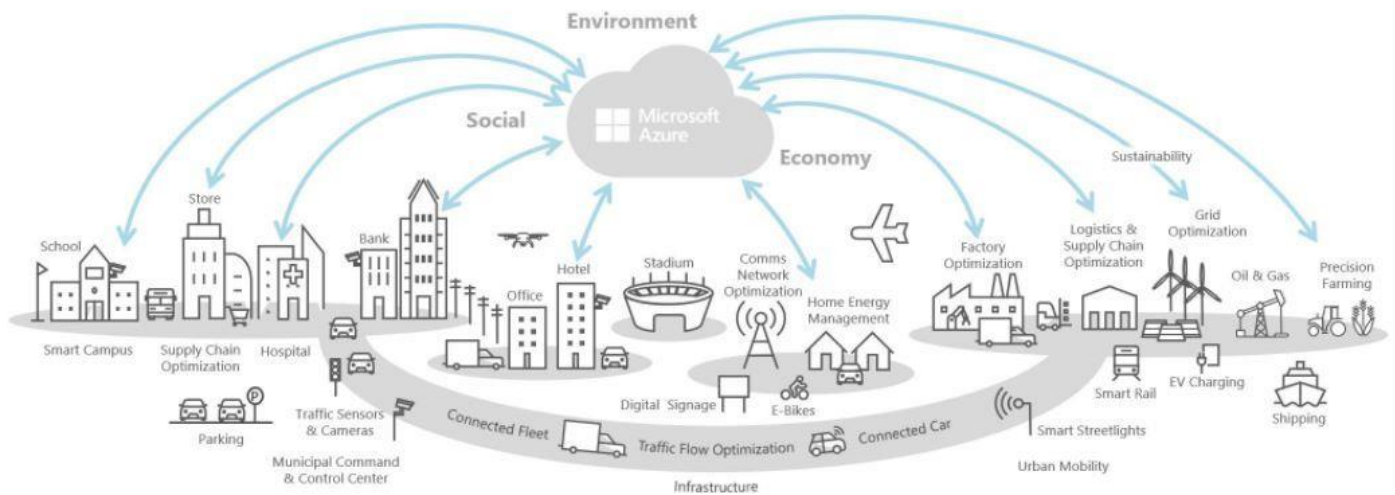 Environment
Microsoft
Azure
Social
Economy
Sustainability
Store
Grid
Optimization
School
Bank
Logistics &
Supply Chain
Optimization
Hotel
Stadium
Comms
Network
Optimization
Factory
Optimization
Oil & Gas
Precision
Farming
Office
Home Energy
Management
Smart Campus
Supply Chain
Optimization
Hospital
P
Parking
Traffic Sensors
& Cameras
Municipal Command
& Control Center
Digital Signage
E-Bikes
Smart Rail
EV Charging
Shipping
Connected Fleet
Traffic Flow Optimization
Connected Car
Smart Streetlights
Urban Mobility
Infrastructure